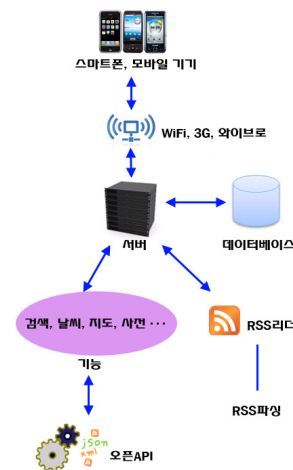 스마트폰, 모바일 기기
WiFi, 3G, 와이브로
서버
데이터베이스
검색, 날씨, 지도, 사전 ···
기능
RSS리더
RSS파싱
json
xml
오픈API